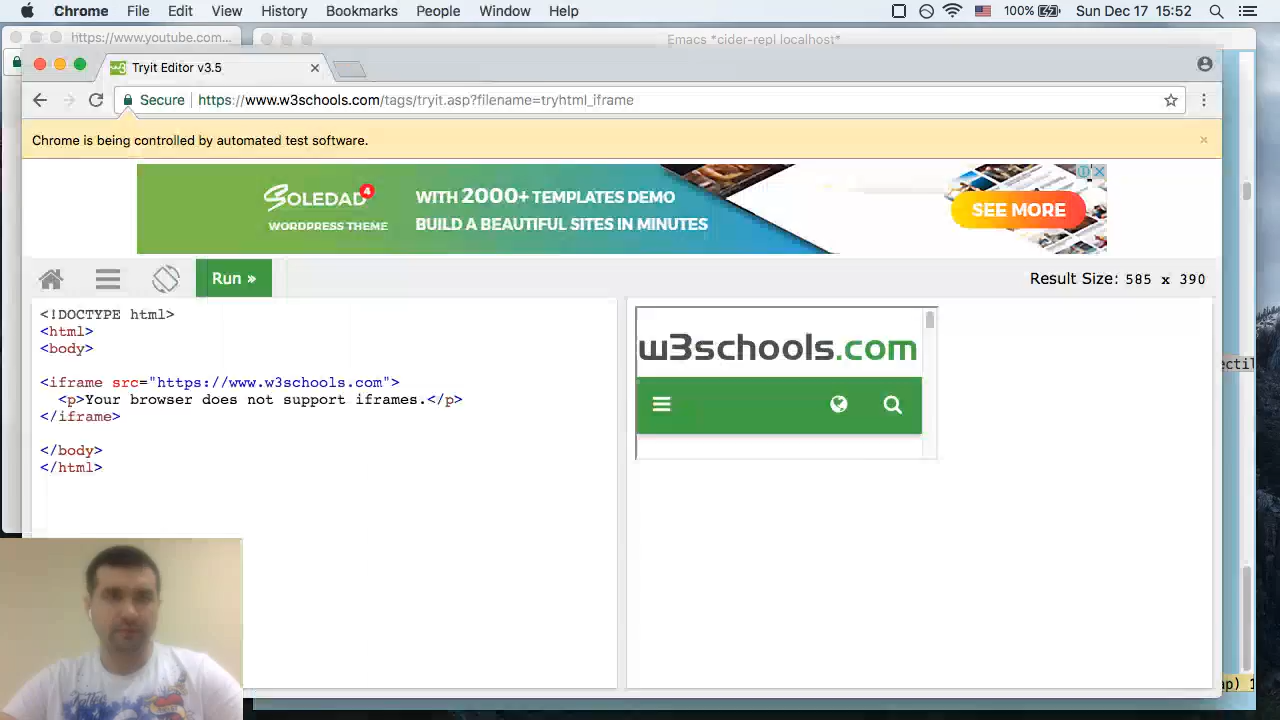 Chrome File Edit View History Bookmarks People Window Help 100% Sun Dec 17 15:52
https://www.youtube.com...
Emacs *cider-repl localhost*
Tryit Editor v3.5
Secure https://www.w3schools.com/tags/tryit.asp?filename=tryhtml_iframe
Chrome is being controlled by automated test software.
SOLEDAD 4
WORDPRESS THEME
WITH 2000+ TEMPLATES DEMO
BUILD A BEAUTIFUL SITES IN MINUTES
SEE MORE
Run »
Result Size: 585 x 390
<!DOCTYPE html>
<html>
<body>
<iframe src="https://www.w3schools.com">
<p>Your browser does not support iframes.</p>
</iframe>
</body>
</html>
w3schools.com
ectil
ap) 1